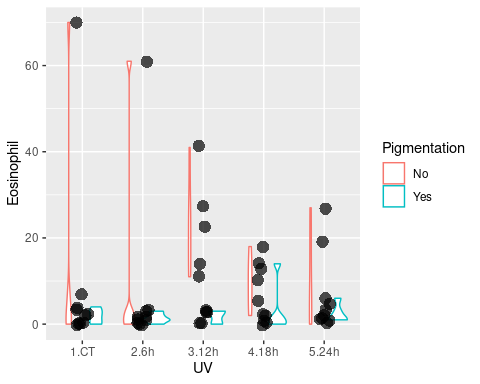 Eosinophil
60
40
20
0
1.CT 2.6h 3.12h 4.18h 5.24h
UV
Pigmentation
No
Yes